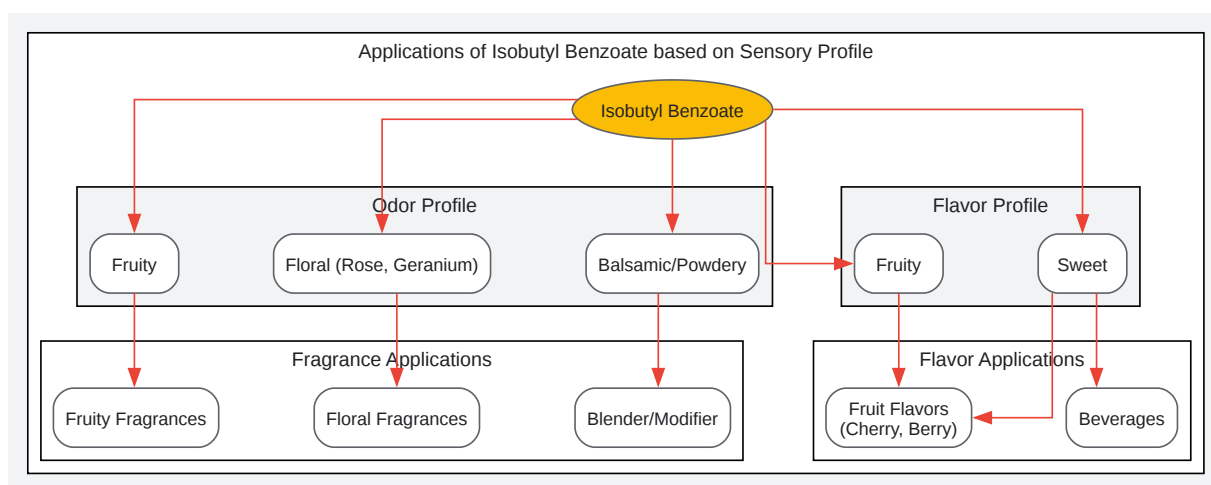 Applications of Isobutyl Benzoate based on Sensory Profile
Isobutyl Benzoate
Odor Profile
Flavor Profile
Fruity
Floral (Rose, Geranium)
Balsamic/Powdery
Fruity
Sweet
Fragrance Applications
Flavor Applications
Fruity Fragrances
Floral Fragrances
Blender/Modifier
Fruit Flavors
(Cherry, Berry)
Beverages